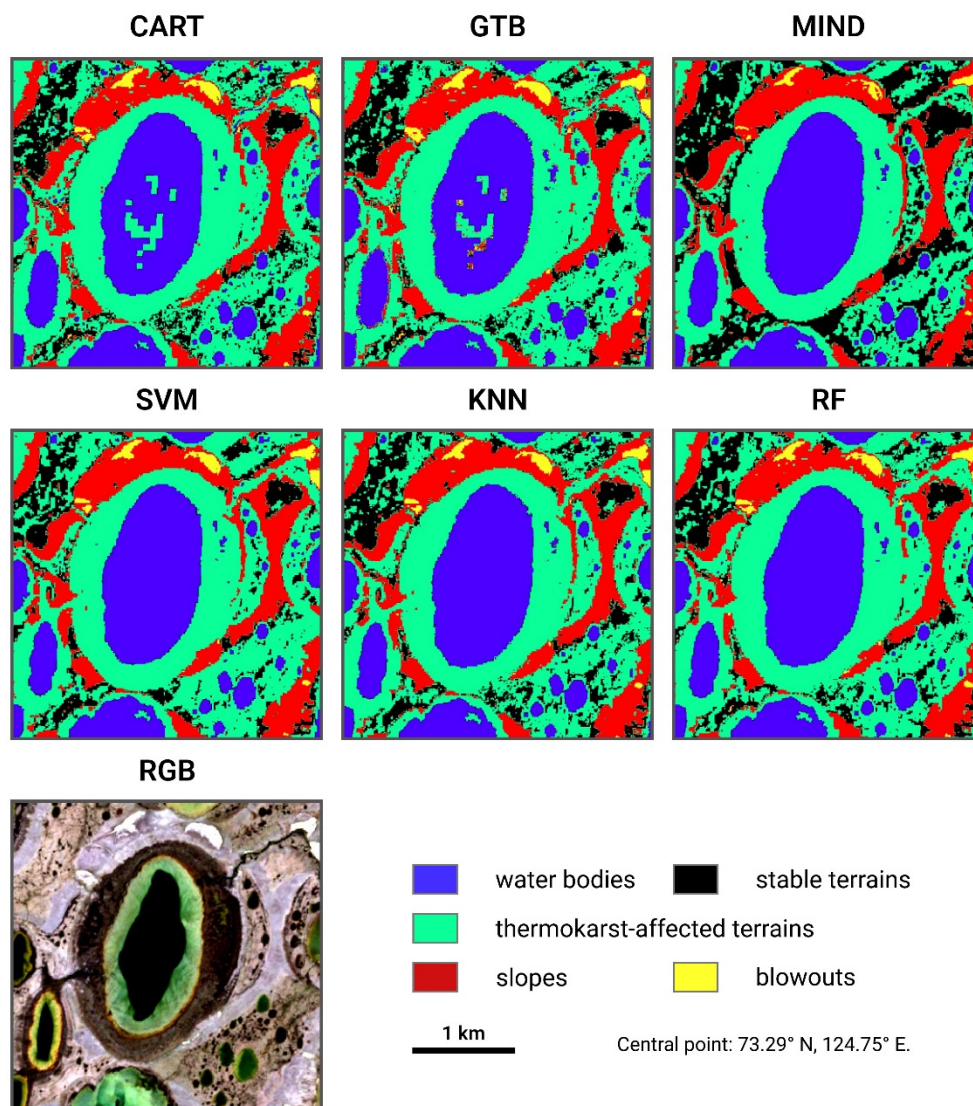 CART GTB MIND
SVM KNN RF
RGB
water bodies stable terrains
thermokarst-affected terrains
slopes blowouts
1 km Central point: 73.29° N, 124.75° E.